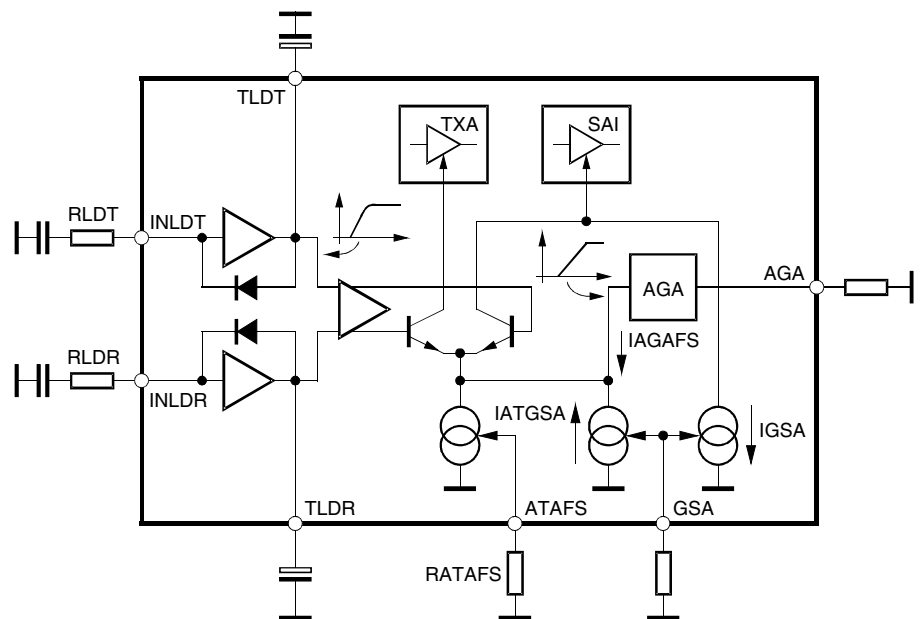 TLDT
TXA
SAI
RLDT
INLDT
AGA
AGA
RLDR
IAGAFS
INLDR
IATGSA
IGSA
TLDR
ATAFS
GSA
RATAFS